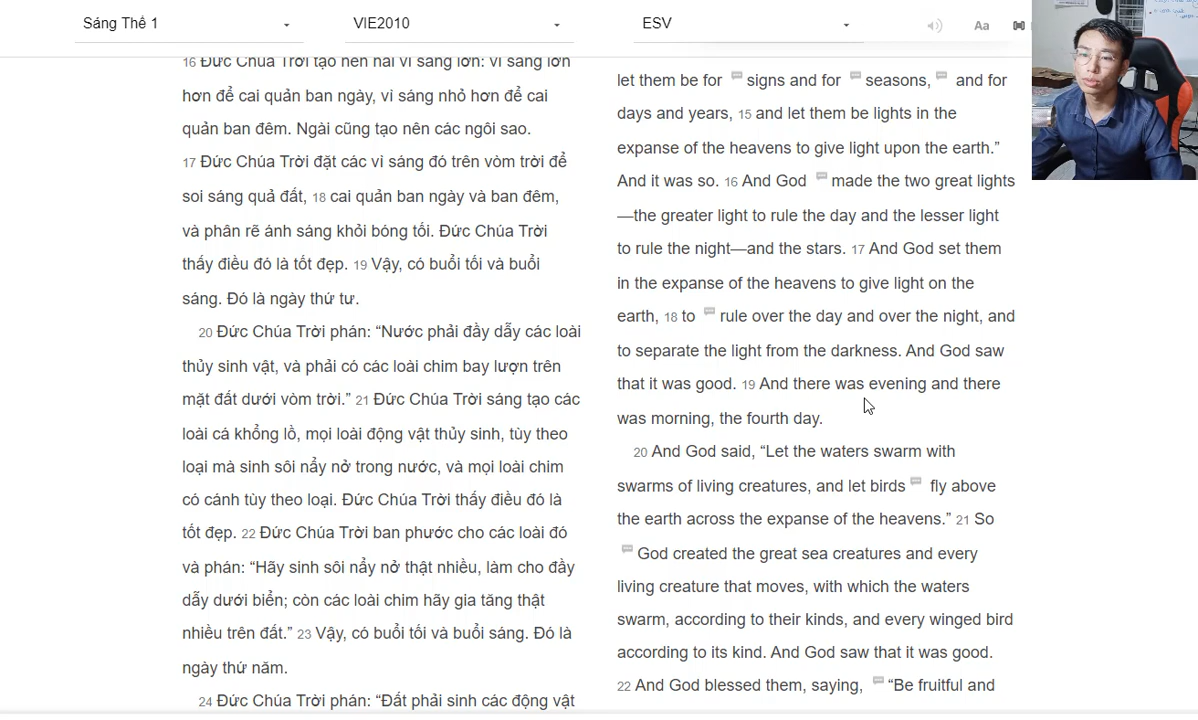 Sáng Thế 1
VIE2010
ESV
Aa
16 Đức Chúa Trời tạo nên hai vì sáng lớn: vì sáng lớn
hơn để cai quản ban ngày, vì sáng nhỏ hơn để cai
quản ban đêm. Ngài cũng tạo nên các ngôi sao.
17 Đức Chúa Trời đặt các vì sáng đó trên vòm trời để
soi sáng quả đất, 18 cai quản ban ngày và ban đêm,
và phân rẽ ánh sáng khỏi bóng tối. Đức Chúa Trời
thấy điều đó là tốt đẹp. 19 Vậy, có buổi tối và buổi
sáng. Đó là ngày thứ tư.
20 Đức Chúa Trời phán: “Nước phải đầy dẫy các loài
thủy sinh vật, và phải có các loài chim bay lượn trên
mặt đất dưới vòm trời.” 21 Đức Chúa Trời sáng tạo các
loài cá khổng lồ, mọi loài động vật thủy sinh, tùy theo
loại mà sinh sôi nẩy nở trong nước, và mọi loài chim
có cánh tùy theo loại. Đức Chúa Trời thấy điều đó là
tốt đẹp. 22 Đức Chúa Trời ban phước cho các loài đó
và phán: “Hãy sinh sôi nẩy nở thật nhiều, làm cho đầy
dẫy dưới biển; còn các loài chim hãy gia tăng thật
nhiều trên đất.” 23 Vậy, có buổi tối và buổi sáng. Đó là
ngày thứ năm.
24 Đức Chúa Trời phán: “Đất phải sinh các động vật
let them be for signs and for seasons, and for
days and years, 15 and let them be lights in the
expanse of the heavens to give light upon the earth.”
And it was so. 16 And God made the two great lights
—the greater light to rule the day and the lesser light
to rule the night—and the stars. 17 And God set them
in the expanse of the heavens to give light on the
earth, 18 to rule over the day and over the night, and
to separate the light from the darkness. And God saw
that it was good. 19 And there was evening and there
was morning, the fourth day.
20 And God said, “Let the waters swarm with
swarms of living creatures, and let birds fly above
the earth across the expanse of the heavens.” 21 So
God created the great sea creatures and every
living creature that moves, with which the waters
swarm, according to their kinds, and every winged bird
according to its kind. And God saw that it was good.
22 And God blessed them, saying, “Be fruitful and